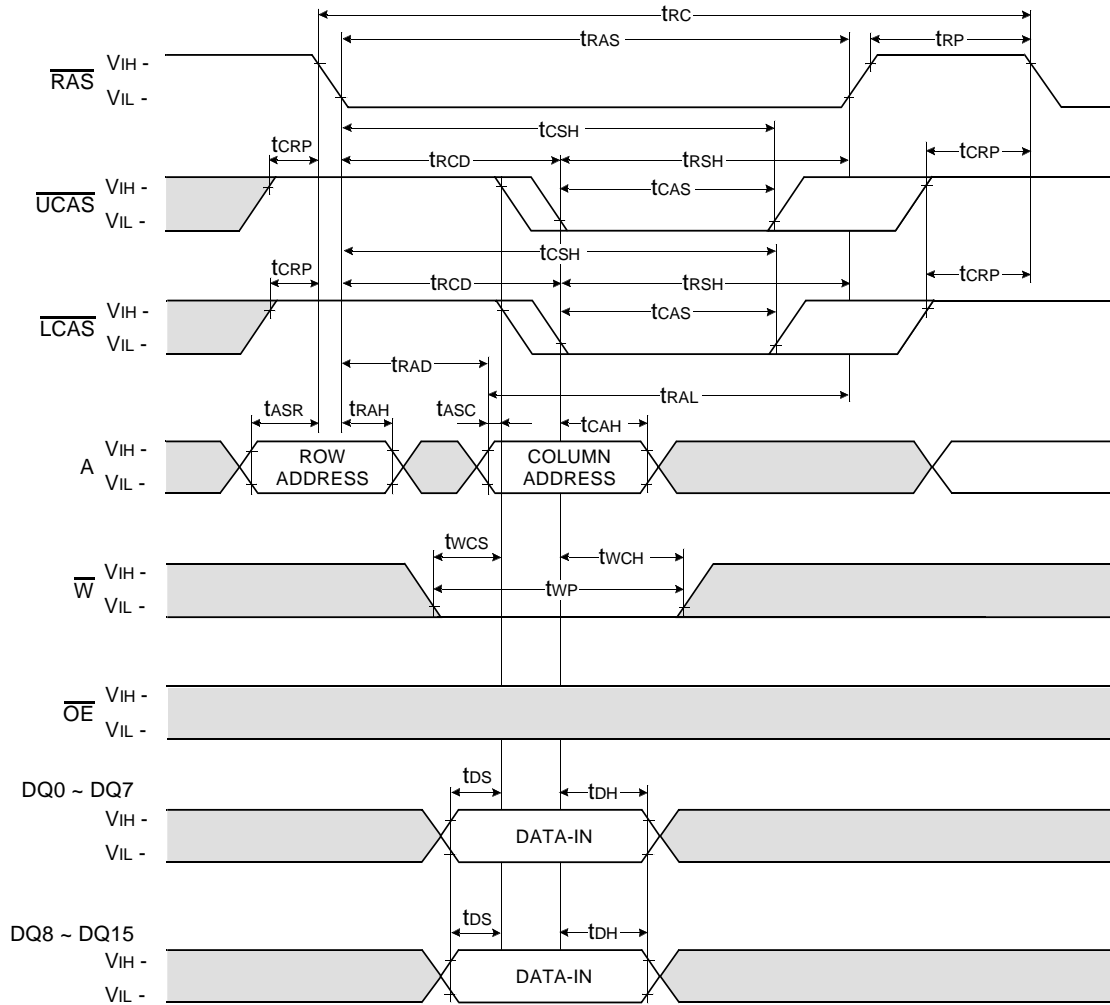 tRC
tRAS
tRP
RAS
VIH -
VIL -
tCSH
tCRP
tRCD
tRSH
tCRP
UCAS
VIH -
VIL -
tCAS
tCSH
tCRP
tRCD
tRSH
tCRP
LCAS
VIH -
VIL -
tCAS
tRAD
tRAL
tASR
tRAH
tASC
tCAH
A
VIH -
VIL -
ROW
ADDRESS
COLUMN
ADDRESS
tWCS
tWCH
W
VIH -
VIL -
tWP
OE
VIH -
VIL -
DQ0 ~ DQ7
tDS
tDH
VIH -
VIL -
DATA-IN
DQ8 ~ DQ15
tDS
tDH
VIH -
VIL -
DATA-IN